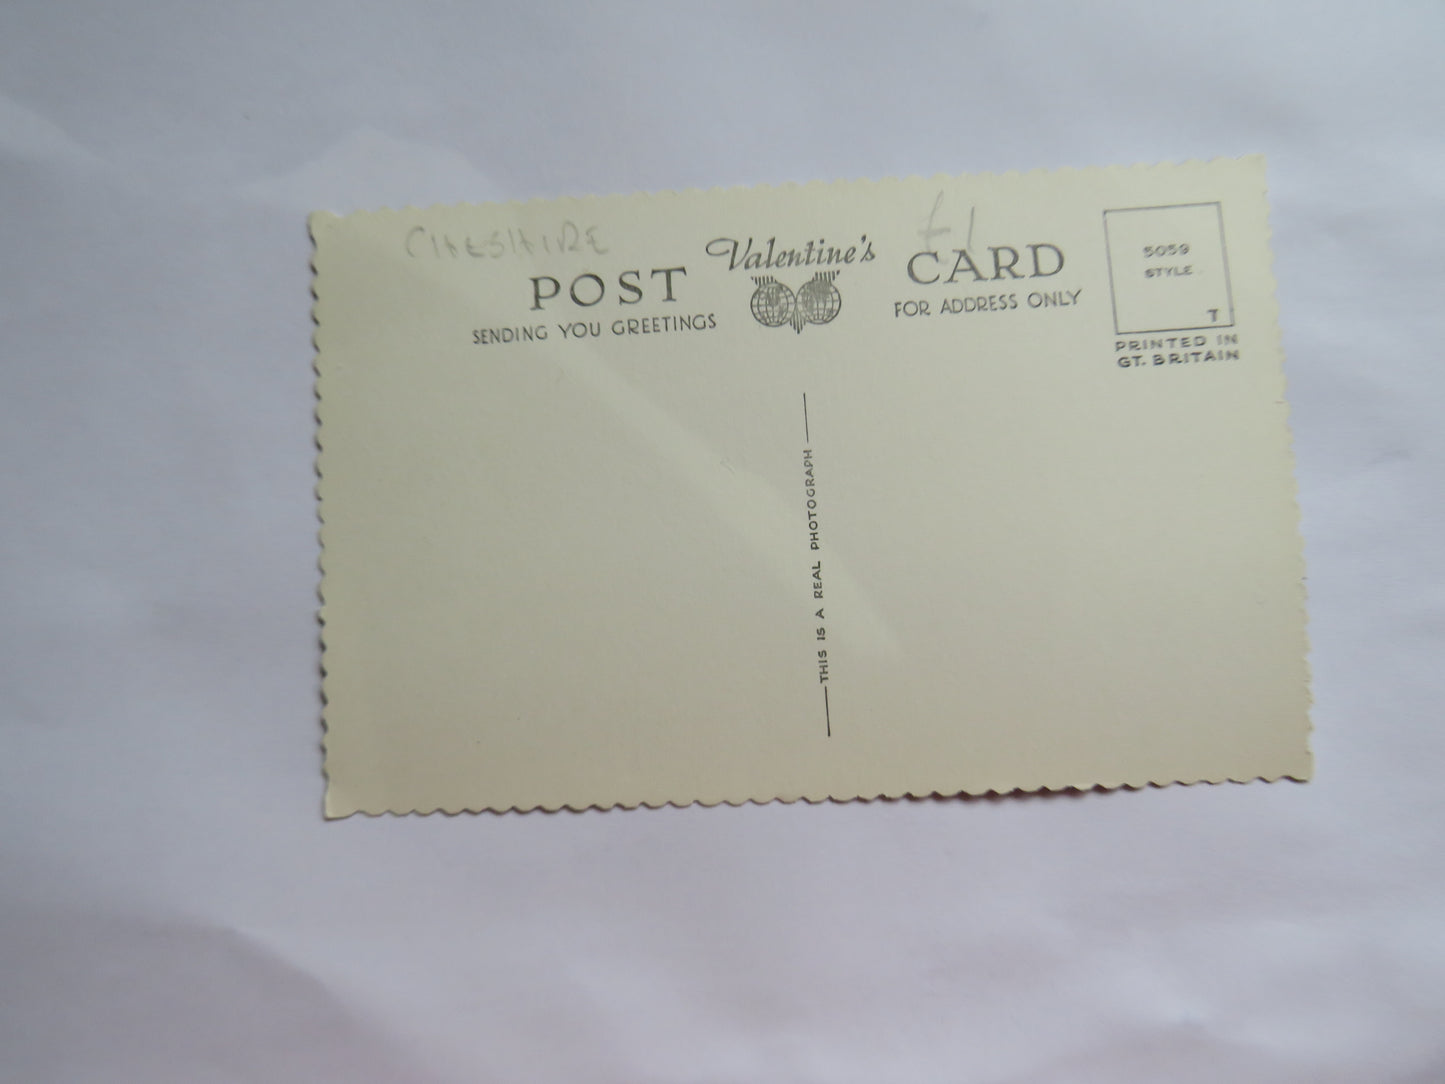 CHESHIRE
£1
Valentine's
POST CARD
SENDING YOU GREETINGS
FOR ADDRESS ONLY
5059
STYLE
T
PRINTED IN
GT. BRITAIN
THIS IS A REAL PHOTOGRAPH